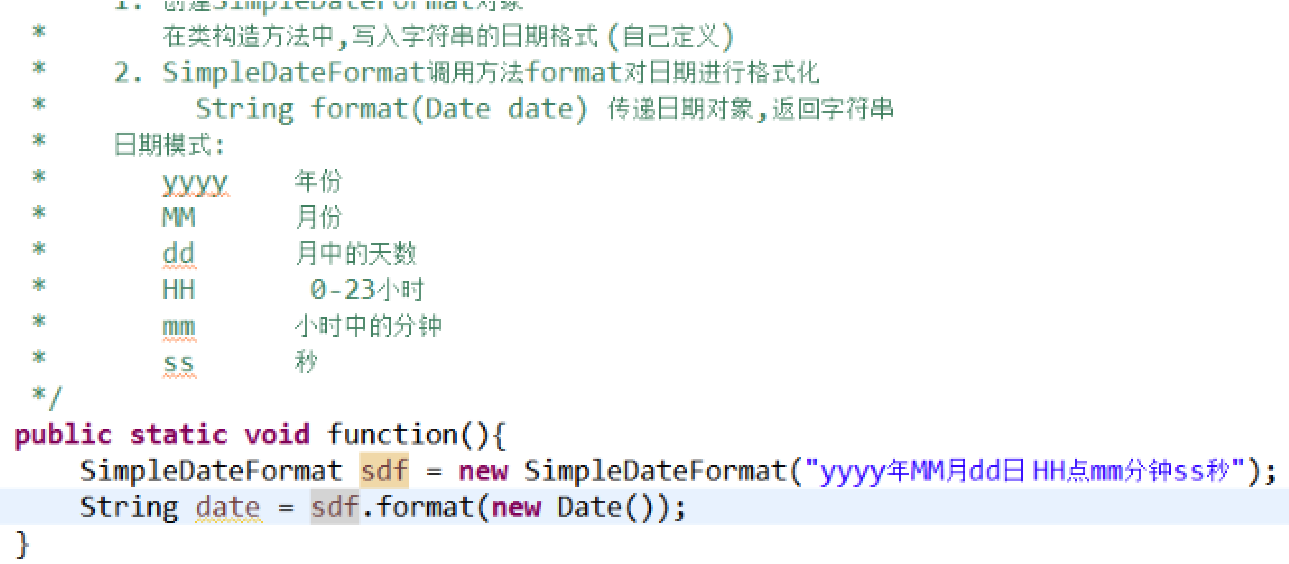 1. 创建SimpleDateFormat对象
* 在类构造方法中,写入字符串的日期格式 (自己定义)
* 2. SimpleDateFormat调用方法format对日期进行格式化
* String format(Date date) 传递日期对象,返回字符串
* 日期模式:
* yyyy 年份
* MM 月份
* dd 月中的天数
* HH 0-23小时
* mm 小时中的分钟
* ss 秒
*/
public static void function(){
SimpleDateFormat sdf = new SimpleDateFormat("yyyy年MM月dd日 HH点mm分钟ss秒");
String date = sdf.format(new Date());
}